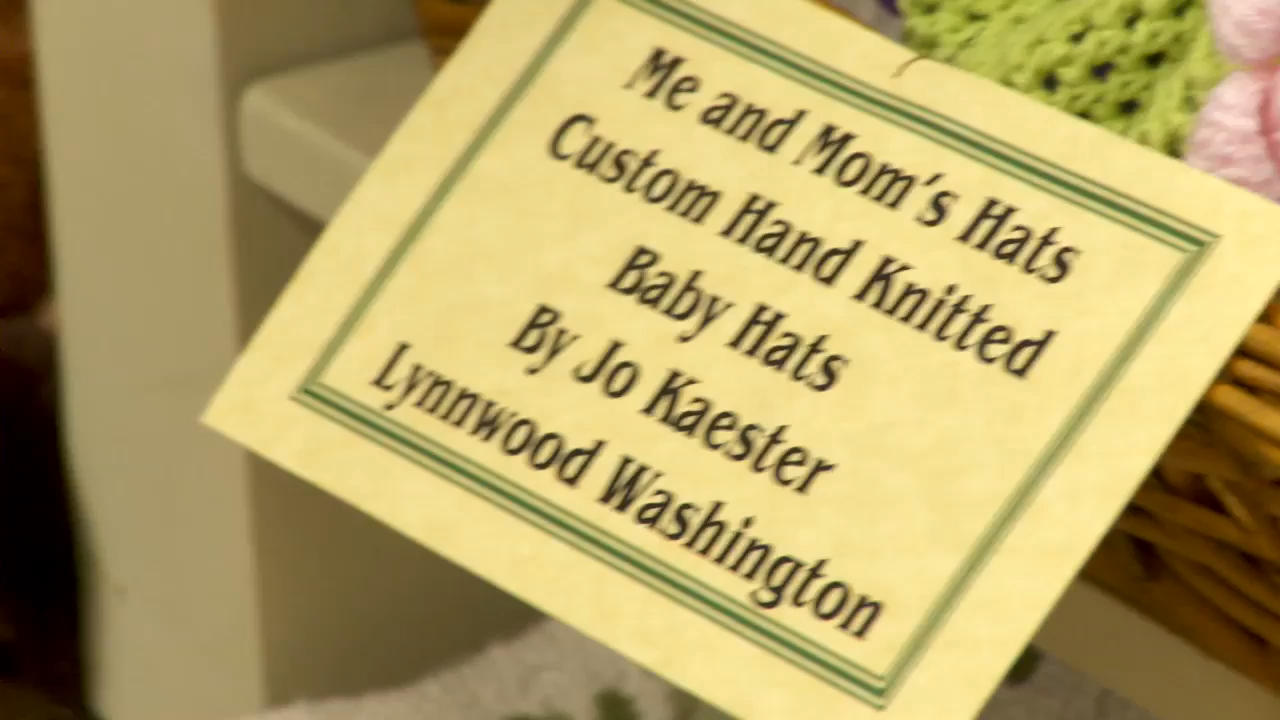 Me and Mom's Hats
Custom Hand Knitted
Baby Hats
By Jo Kaester
Lynnwood Washington